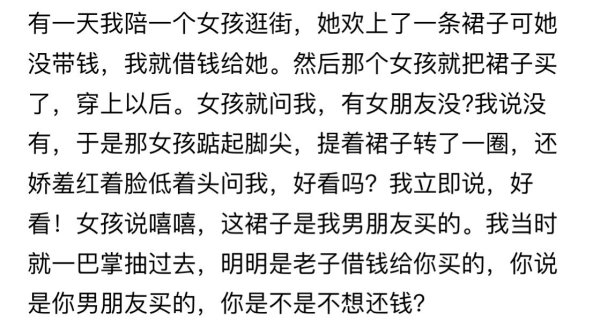 有一天我陪一个女孩逛街，她欢上了一条裙子可她
没带钱，我就借钱给她。然后那个女孩就把裙子买
了，穿上以后。女孩就问我，有女朋友没?我说没
有，于是那女孩踮起脚尖，提着裙子转了一圈，还
娇羞红着脸低着头问我，好看吗？我立即说，好
看！女孩说嘻嘻，这裙子是我男朋友买的。我当时
就一巴掌抽过去，明明是老子借钱给你买的，你说
是你男朋友买的，你是不是不想还钱？